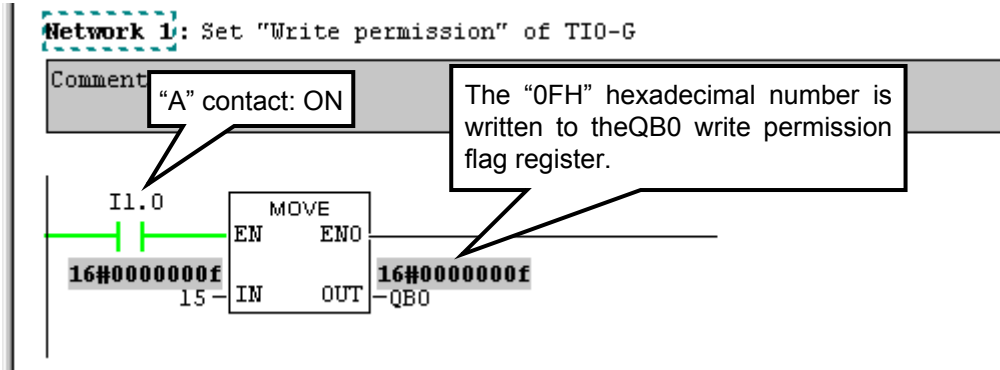 Network 1: Set "Write permission" of TIO-G
Comment
“A” contact: ON
The “0FH” hexadecimal number is
written to theQB0 write permission
flag register.
I1.0
MOVE
EN ENO
16#0000000f 16#0000000f
15 IN OUT QB0